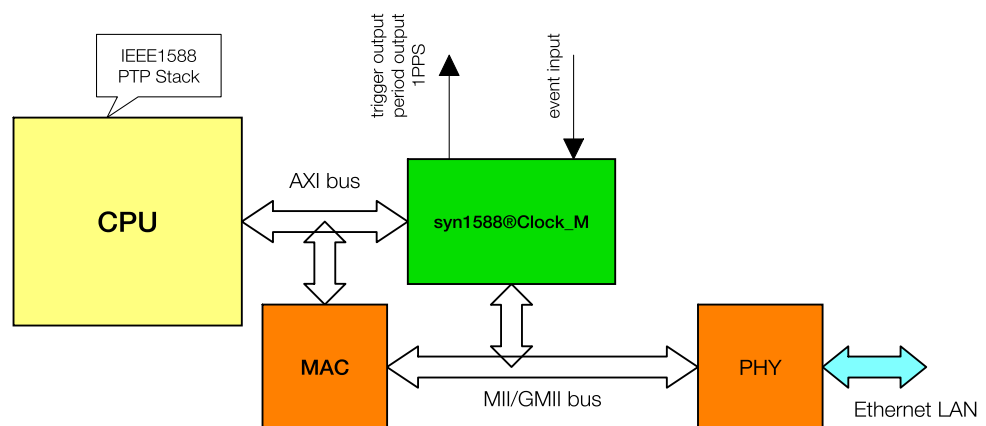 IEEE1588
PTP Stack
trigger output
period output
1PPS
event input
AXI bus
CPU
syn1588®Clock_M
MAC
PHY
MII/GMII bus
Ethernet LAN